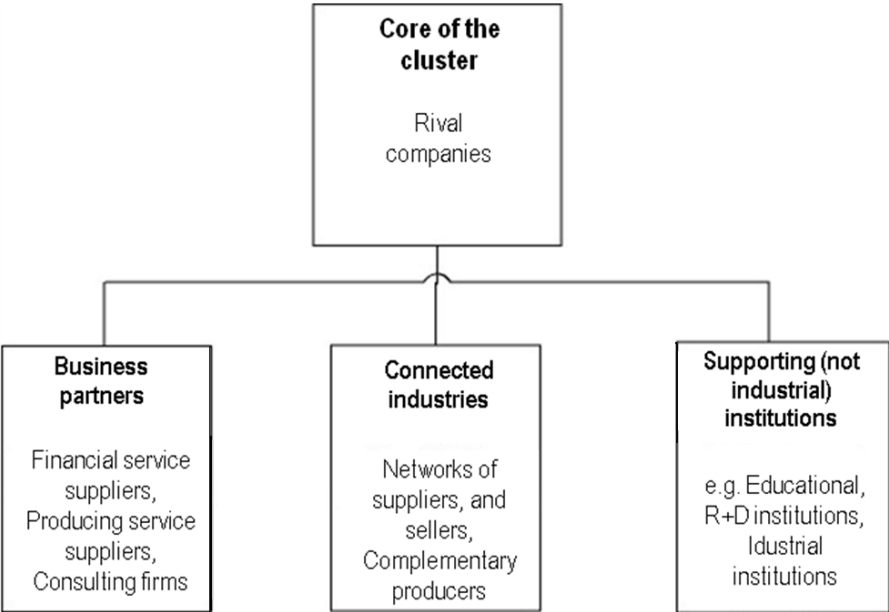 Core of the
cluster
Rival
companies
Business
partners
Financial service
suppliers,
Producing service
suppliers,
Consulting firms
Connected
industries
Networks of
suppliers, and
sellers,
Complementary
producers
Supporting (not
industrial)
institutions
e.g. Educational,
R+D institutions,
Idustrial
institutions